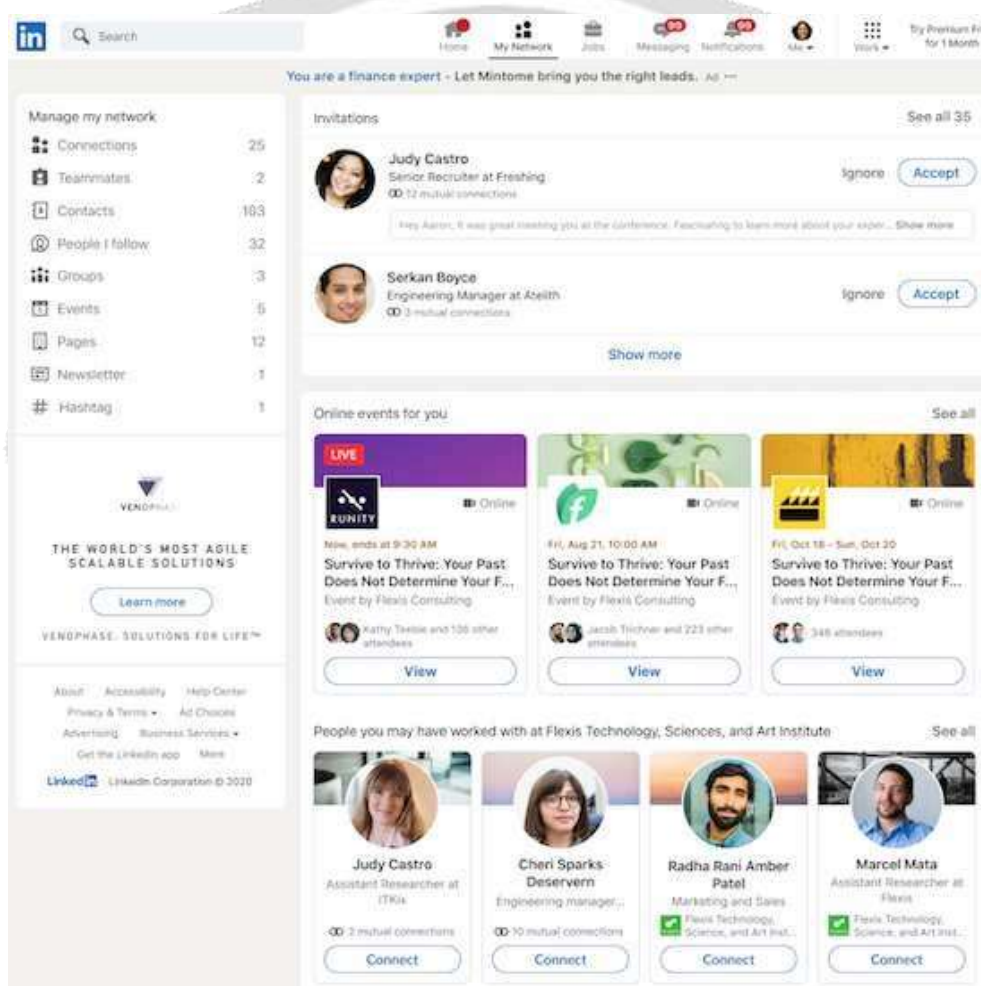 in Search
Home My Network Jobs Messaging 99 Notifications 99 Me Work Try Premium Fr
for 1 Month
You are a finance expert - Let Mintome bring you the right leads. Ad ...
Manage my network
Connections 25
Teammates 2
Contacts 103
People I follow 32
Groups 3
Events 5
Pages 12
Newsletter 1
# Hashtag 1
VENOPHASE
THE WORLD'S MOST AGILE
SCALABLE SOLUTIONS
Learn more
VENOPHASE. SOLUTIONS FOR LIFE™
About Accessibility Help Center
Privacy & Terms Ad Choices
Advertising Business Services
Get the LinkedIn app More
LinkedIn LinkedIn Corporation © 2020
Invitations See all 35
Judy Castro
Senior Recruiter at Freshing
12 mutual connections
Ignore Accept
Hey Aaron, it was great meeting you at the conference. Fascinating to learn more about your exper... Show more
Serkan Boyce
Engineering Manager at Atelith
3 mutual connections
Ignore Accept
Show more
Online events for you See all
LIVE
RUNITY
Online
Now, ends at 9:30 AM
Survive to Thrive: Your Past
Does Not Determine Your F...
Event by Flexis Consulting
Kathy and 106 other
attendees
View
Online
Fri, Aug 21, 10:00 AM
Survive to Thrive: Your Past
Does Not Determine Your F...
Event by Flexis Consulting
Jacob and 223 other
attendees
View
Online
Fri, Oct 18 - Sun, Oct 20
Survive to Thrive: Your Past
Does Not Determine Your F...
Event by Flexis Consulting
346 attendees
View
People you may have worked with at Flexis Technology, Sciences, and Art Institute See all
Judy Castro
Assistant Researcher at
2 mutual connections
Connect
Cheri Sparks
Deservern
Engineering manager...
10 mutual connections
Connect
Radha Rani Amber
Patel
Marketing and Sales
Flexis Technology,
Science, and Art Inst...
Connect
Marcel Mata
Assistant Researcher at
Flexis
Flexis Technology,
Science, and Art Inst...
Connect